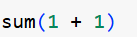 sum(1 + 1)